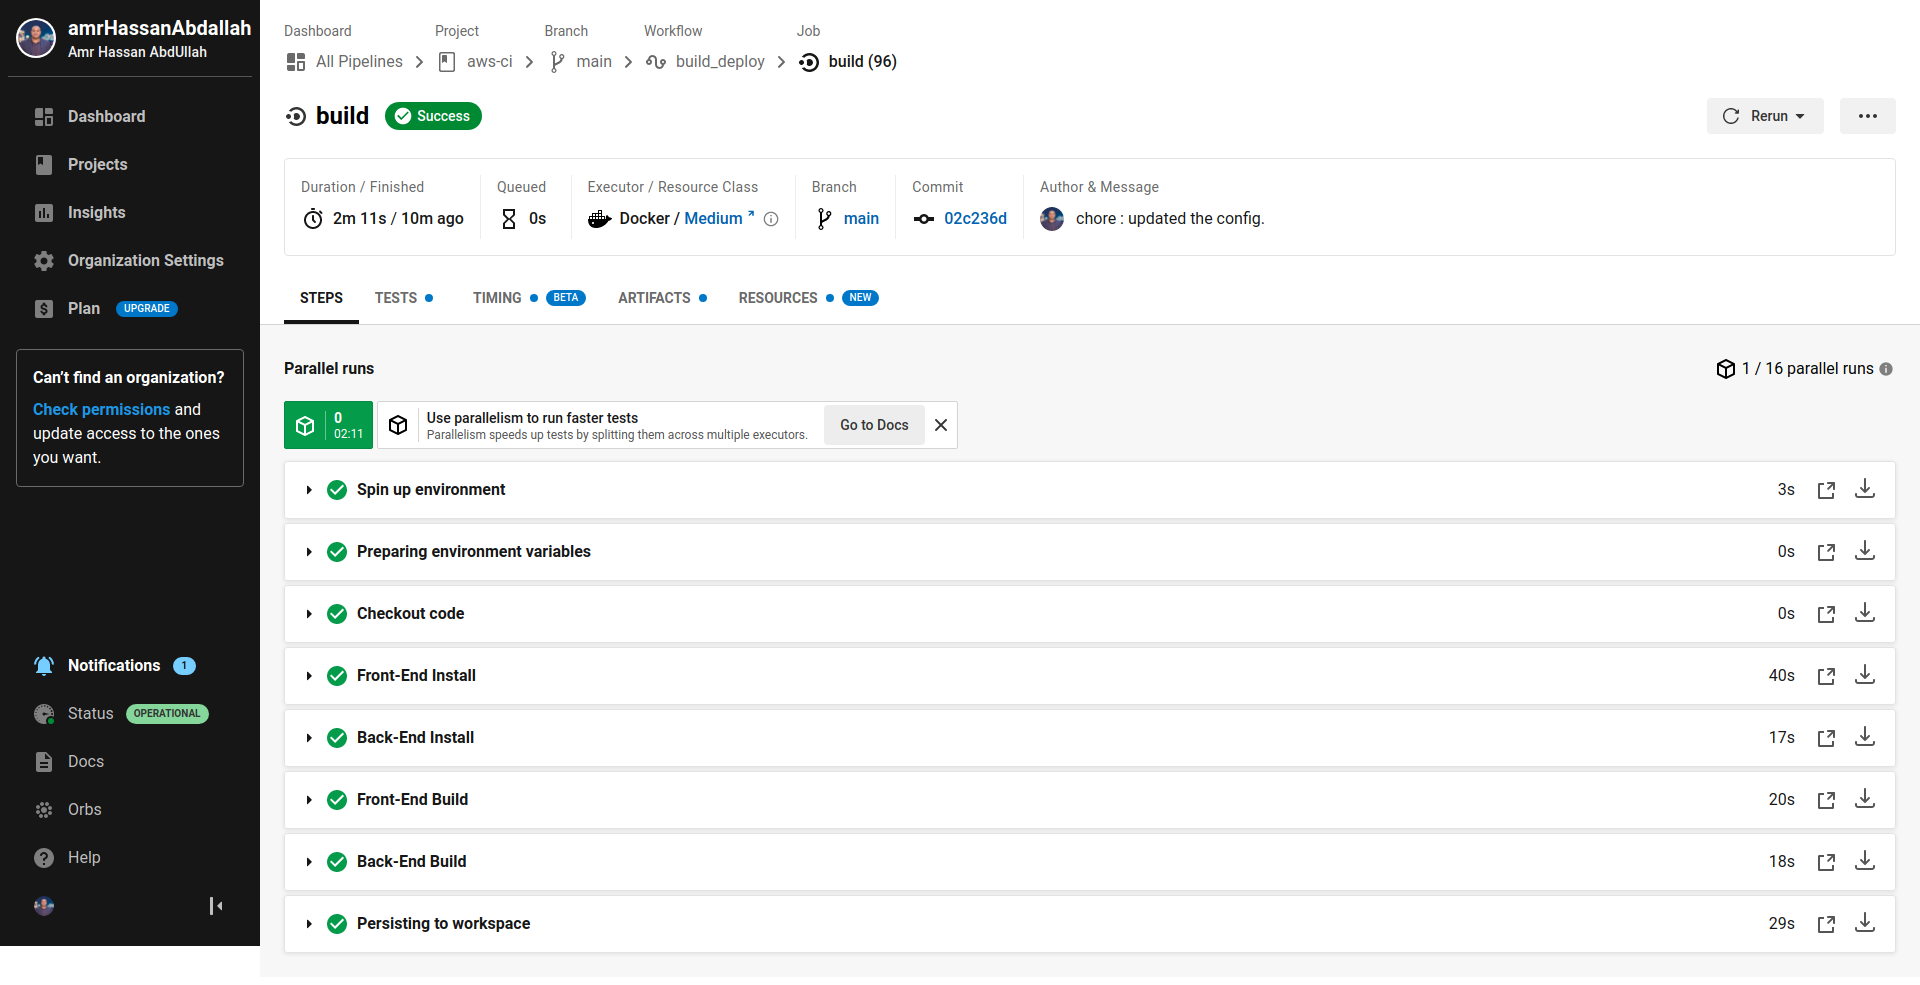 amrHassanAbdallah
Amr Hassan AbdUllah
Dashboard
Projects
Insights
Organization Settings
Plan UPGRADE
Can't find an organization?
Check permissions and
update access to the ones
you want.
Notifications 1
Status OPERATIONAL
Docs
Orbs
Help
Dashboard Project Branch Workflow Job
All Pipelines aws-ci main build_deploy build (96)
build Success Rerun
Duration / Finished Queued Executor / Resource Class Branch Commit Author & Message
2m 11s / 10m ago 0s Docker / Medium main 02c236d chore : updated the config.
STEPS TESTS TIMING BETA ARTIFACTS RESOURCES NEW
Parallel runs 1 / 16 parallel runs
0
02:11
Use parallelism to run faster tests
Parallelism speeds up tests by splitting them across multiple executors.
Go to Docs
Spin up environment 3s
Preparing environment variables 0s
Checkout code 0s
Front-End Install 40s
Back-End Install 17s
Front-End Build 20s
Back-End Build 18s
Persisting to workspace 29s